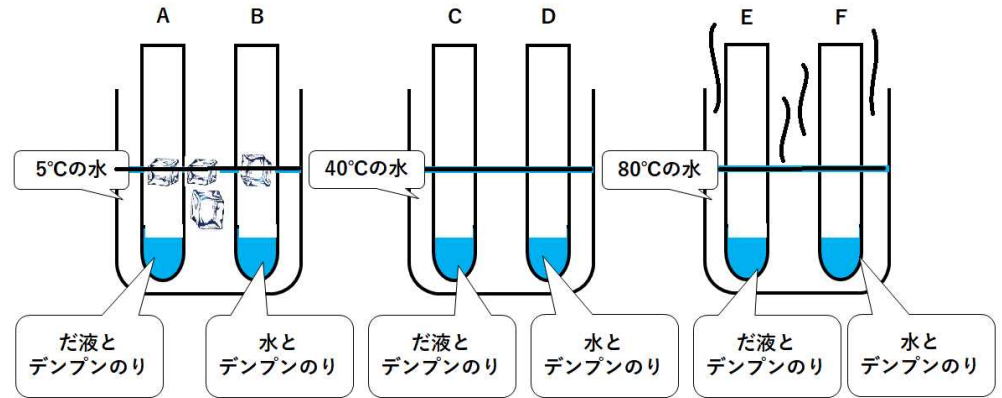 A
B
C
D
E
F
5℃の水
40℃の水
80℃の水
だ液と
デンプンのり
水と
デンプンのり
だ液と
デンプンのり
水と
デンプンのり
だ液と
デンプンのり
水と
デンプンのり